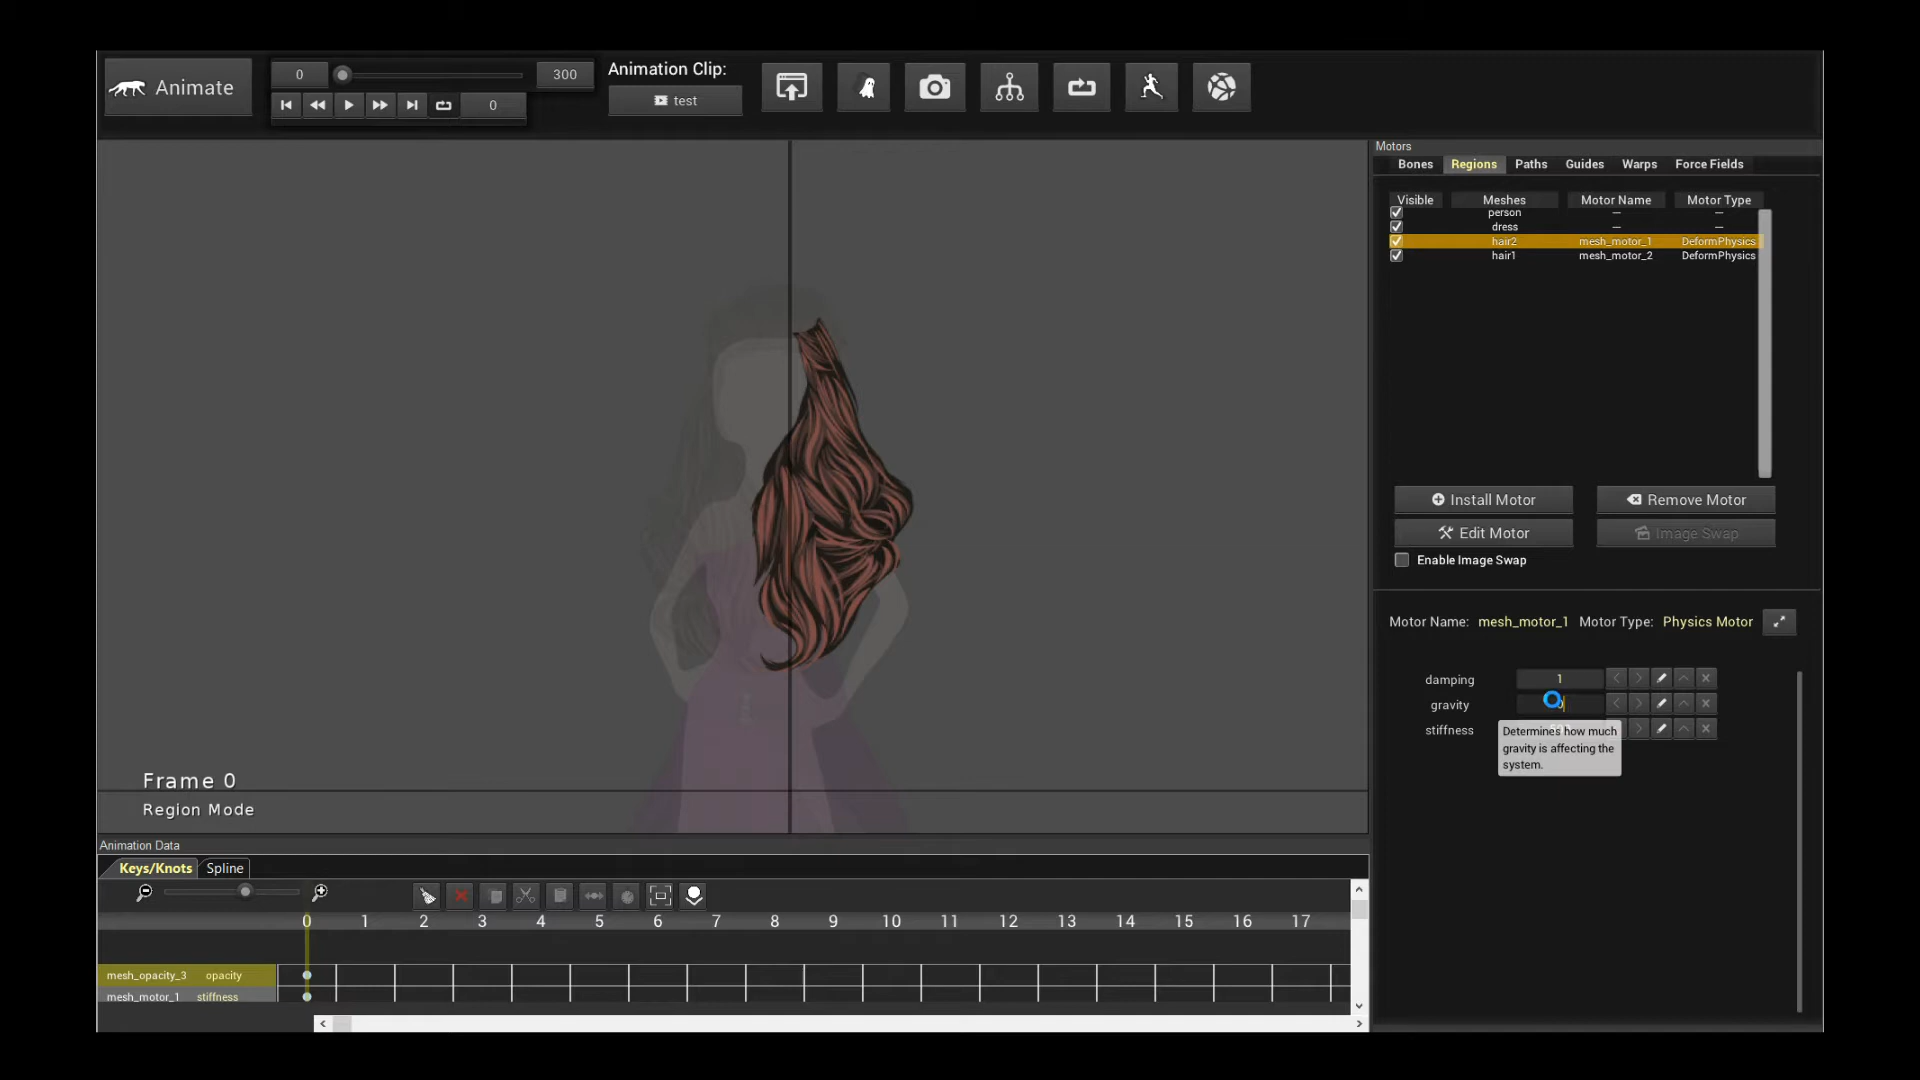 Animate
0
300
0
Animation Clip:
test
Motors
Bones Regions Paths Guides Warps Force Fields
Visible Meshes Motor Name Motor Type
person — —
dress — —
hair2 mesh_motor_1 DeformPhysics
hair1 mesh_motor_2 DeformPhysics
Install Motor
Remove Motor
Edit Motor
Image Swap
Enable Image Swap
Motor Name: mesh_motor_1 Motor Type: Physics Motor
damping 1
gravity
stiffness
Determines how much
gravity is affecting the
system.
Frame 0
Region Mode
Animation Data
Keys/Knots Spline
0 1 2 3 4 5 6 7 8 9 10 11 12 13 14 15 16 17
mesh_opacity_3 opacity
mesh_motor_1 stiffness